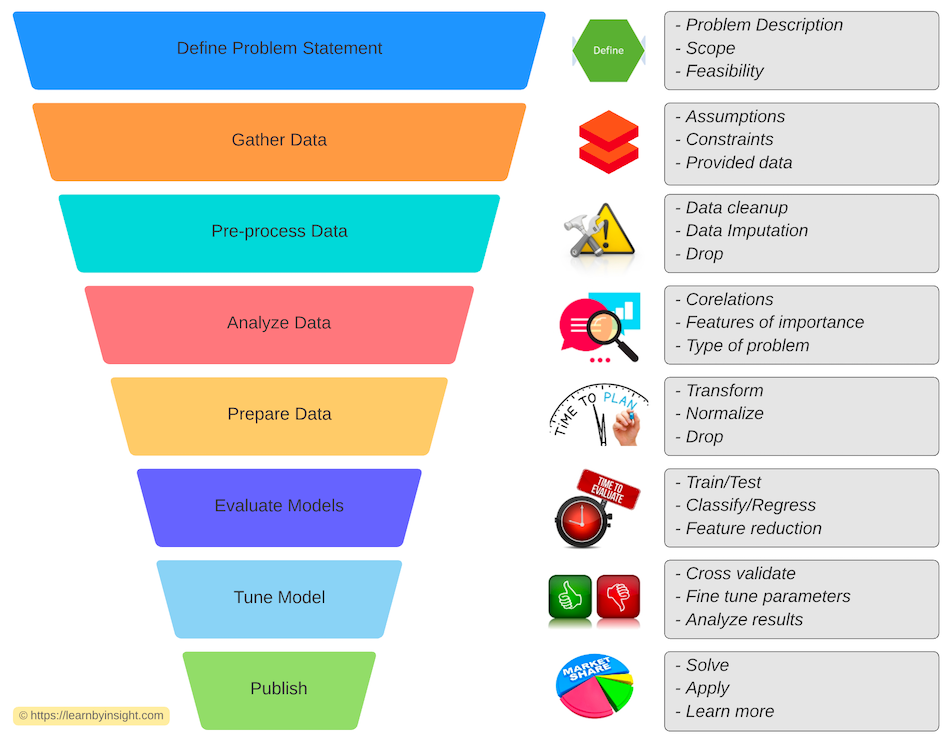 Define Problem Statement
Define
- Problem Description
- Scope
- Feasibility
Gather Data
- Assumptions
- Constraints
- Provided data
Pre-process Data
!
- Data cleanup
- Data Imputation
- Drop
Analyze Data
- Corelations
- Features of importance
- Type of problem
Prepare Data
TIME TO PLAN
- Transform
- Normalize
- Drop
Evaluate Models
TIME TO
EVALUATE
- Train/Test
- Classify/Regress
- Feature reduction
Tune Model
- Cross validate
- Fine tune parameters
- Analyze results
Publish
MARKET
SHARE
- Solve
- Apply
- Learn more
© https://learnbyinsight.com